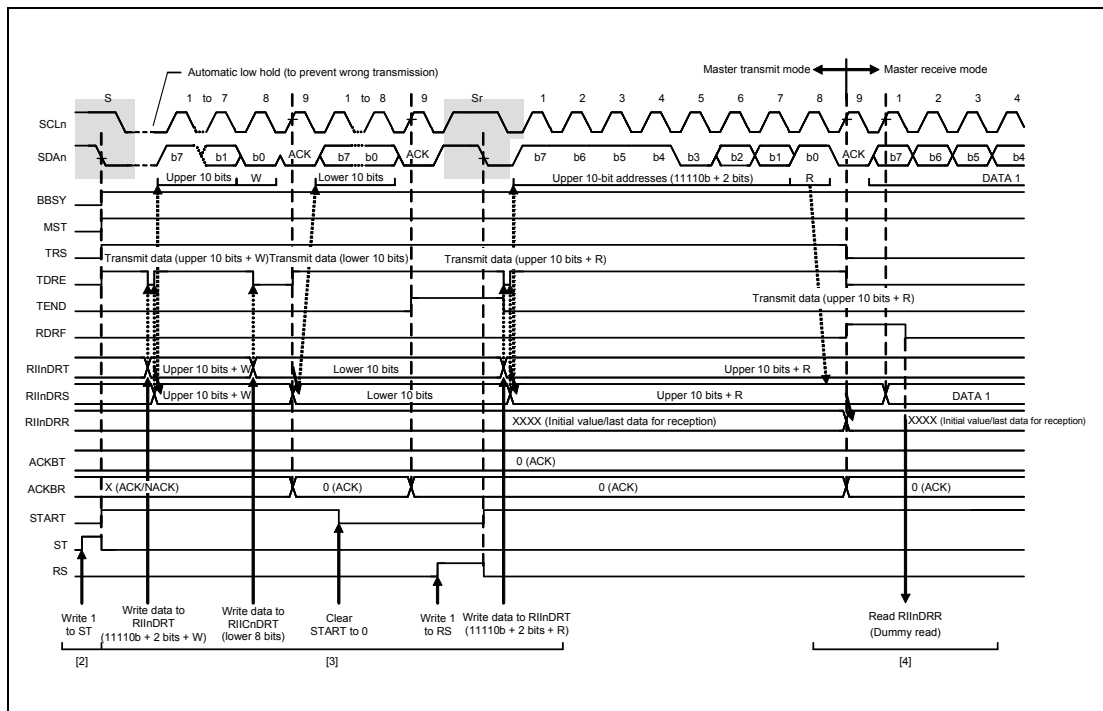 Automatic low hold (to prevent wrong transmission)
Master transmit mode
Master receive mode
S 1 to 7 8 9 1 to 8 9 Sr 1 2 3 4 5 6 7 8 9 1 2 3 4
SCLn
SDAn
b7 b1 b0 ACK b7 b0 ACK b7 b6 b5 b4 b3 b2 b1 b0 ACK b7 b6 b5 b4
Upper 10 bits W Lower 10 bits Upper 10-bit addresses (11110b + 2 bits) R DATA 1
BBSY
MST
TRS
Transmit data (upper 10 bits + W) Transmit data (lower 10 bits) Transmit data (upper 10 bits + R)
TDRE
TEND
Transmit data (upper 10 bits + R)
RDRF
RIInDRT Upper 10 bits + W Lower 10 bits Upper 10 bits + R
RIInDRS Upper 10 bits + W Lower 10 bits Upper 10 bits + R DATA 1
RIInDRR XXXX (Initial value/last data for reception) XXXX (Initial value/last data for reception)
ACKBT 0 (ACK)
ACKBR X (ACK/NACK) 0 (ACK) 0 (ACK) 0 (ACK)
START
ST
RS
Write 1
to ST
Write data to
RIInDRT
(11110b + 2 bits + W)
Write data to
RIICnDRT
(lower 8 bits)
Clear
START to 0
Write 1
to RS
Write data to RIInDRT
(11110b + 2 bits + R)
Read RIInDRR
(Dummy read)
[2] [3] [4]